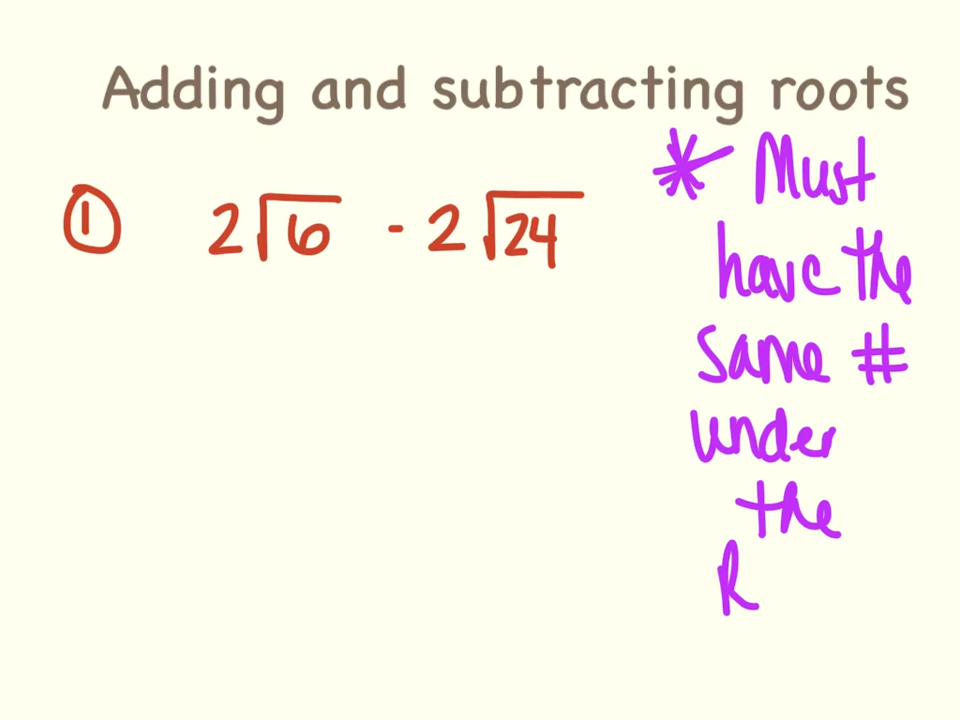 Adding and subtracting roots
① 2√6 - 2√24
* Must
have the
same #
under
the
R